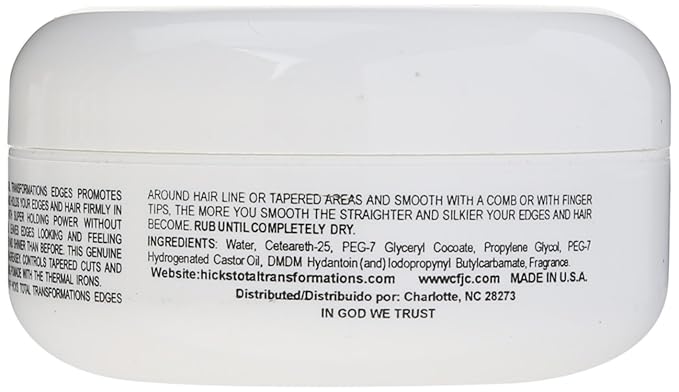 TRANSFORMATIONS EDGES PROMOTES
HOLDS YOUR EDGES AND HAIR FIRMLY IN
SUPER HOLDING POWER WITHOUT
EDGES LOOKING AND FEELING
THAN BEFORE. THIS GENUINE
CONTROLS TAPERED CUTS AND
WITH THE THERMAL IRONS.
HICKS TOTAL TRANSFORMATIONS EDGES
AROUND HAIR LINE OR TAPERED AREAS AND SMOOTH WITH A COMB OR WITH FINGER
TIPS, THE MORE YOU SMOOTH THE STRAIGHTER AND SILKIER YOUR EDGES AND HAIR
BECOME. RUB UNTIL COMPLETELY DRY.
INGREDIENTS: Water, Ceteareth-25, PEG-7 Glyceryl Cocoate, Propylene Glycol, PEG-7
Hydrogenated Castor Oil, DMDM Hydantoin (and) Iodopropynyl Butylcarbamate, Fragrance.
Website:hickstotaltransformations.com wwwcfjc.com MADE IN U.S.A.
Distributed/Distribuido por: Charlotte, NC 28273
IN GOD WE TRUST